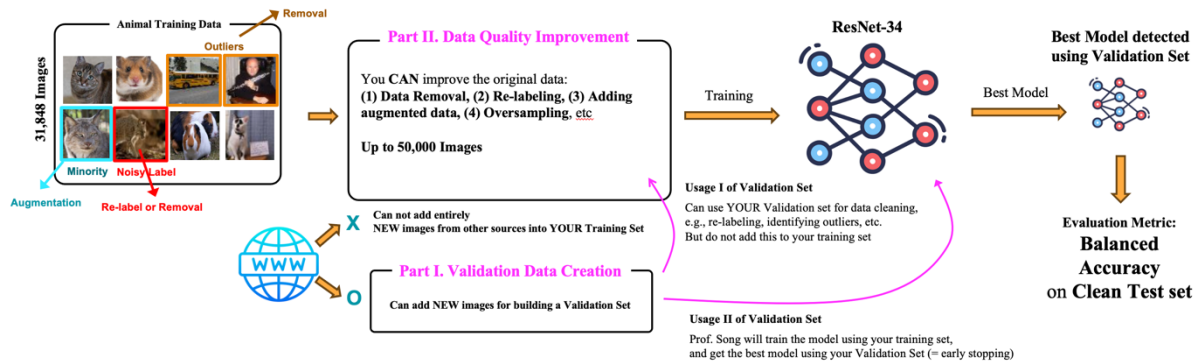 Animal Training Data
Removal
Outliers
31,848 Images
Minority
Noisy Label
Augmentation
Re-label or Removal
Part II. Data Quality Improvement
You CAN improve the original data:
(1) Data Removal, (2) Re-labeling, (3) Adding
augmented data, (4) Oversampling, etc
Up to 50,000 Images
Training
ResNet-34
Best Model
Best Model detected
using Validation Set
Evaluation Metric:
Balanced
Accuracy
on Clean Test set
WWW
X
Can not add entirely
NEW images from other sources into YOUR Training Set
O
Part I. Validation Data Creation
Can add NEW images for building a Validation Set
Usage I of Validation Set
Can use YOUR Validation set for data cleaning,
e.g., re-labeling, identifying outliers, etc.
But do not add this to your training set
Usage II of Validation Set
Prof. Song will train the model using your training set,
and get the best model using your Validation Set (= early stopping)